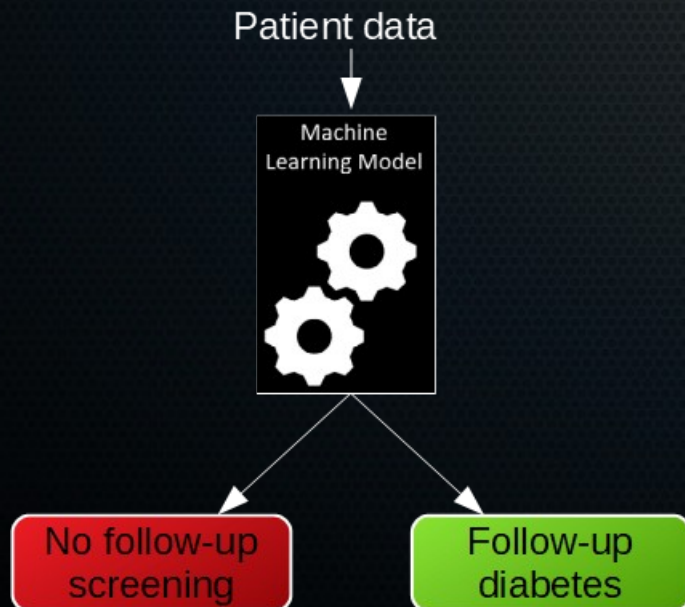 Patient data
Machine
Learning Model
No follow-up
screening
Follow-up
diabetes